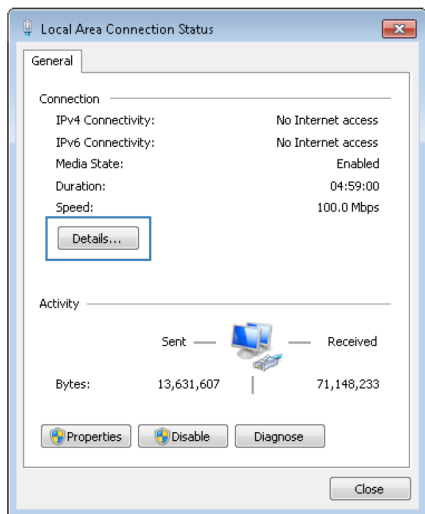 Local Area Connection Status
General
Connection
IPv4 Connectivity: No Internet access
IPv6 Connectivity: No Internet access
Media State: Enabled
Duration: 04:59:00
Speed: 100.0 Mbps
Details...
Activity
Sent Received
Bytes: 13,631,607 71,148,233
Properties Disable Diagnose
Close